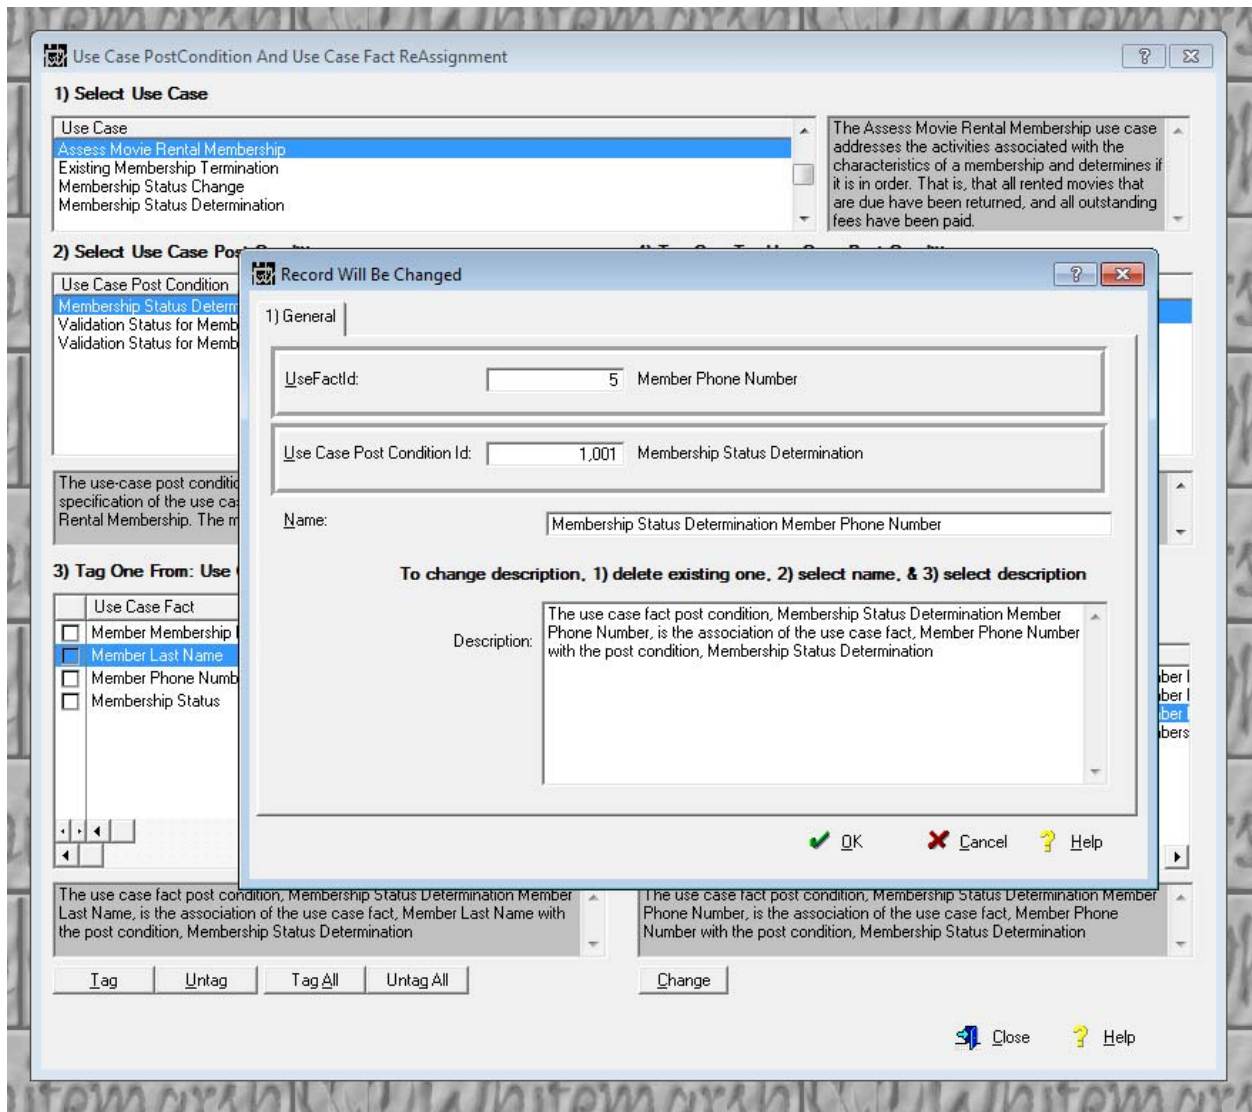 Use Case PostCondition And Use Case Fact ReAssignment
1) Select Use Case
Use Case
Assess Movie Rental Membership
Existing Membership Termination
Membership Status Change
Membership Status Determination
The Assess Movie Rental Membership use case
addresses the activities associated with the
characteristics of a membership and determines if
it is in order. That is, that all rented movies that
are due have been returned, and all outstanding
fees have been paid.
2) Select Use Case Pos
Use Case Post Condition
Membership Status Determ
Validation Status for Memb
Validation Status for Memb
The use-case post conditio
specification of the use ca
Rental Membership. The m
3) Tag One From: Use
Use Case Fact
Member Membership
Member Last Name
Member Phone Numb
Membership Status
Record Will Be Changed
1) General
UseFactId: 5 Member Phone Number
Use Case Post Condition Id: 1,001 Membership Status Determination
Name: Membership Status Determination Member Phone Number
To change description, 1) delete existing one, 2) select name, & 3) select description
Description:
The use case fact post condition, Membership Status Determination Member
Phone Number, is the association of the use case fact, Member Phone Number
with the post condition, Membership Status Determination
OK Cancel Help
ber
ber
ber
bers
The use case fact post condition, Membership Status Determination Member
Last Name, is the association of the use case fact, Member Last Name with
the post condition, Membership Status Determination
The use case fact post condition, Membership Status Determination Member
Phone Number, is the association of the use case fact, Member Phone
Number with the post condition, Membership Status Determination
Tag Untag Tag All Untag All
Change
Close Help